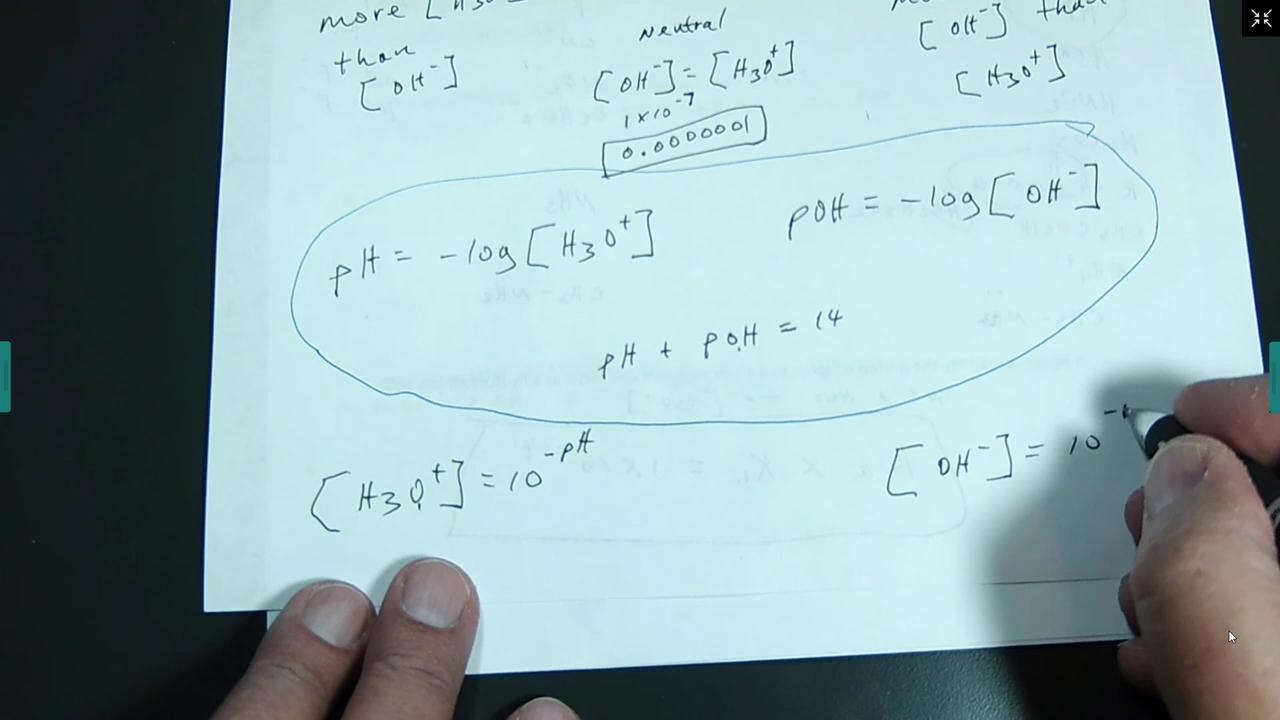 more [H3O
than
[OH⁻]
Neutral
[OH⁻] = [H3O⁺]
1 x 10⁻⁷
0.0000001
[OH⁻] than
[H3O⁺]
pH = -log[H3O⁺]
pOH = -log[OH⁻]
pH + pOH = 14
[H3O⁺] = 10^-pH
[OH⁻] = 10^-